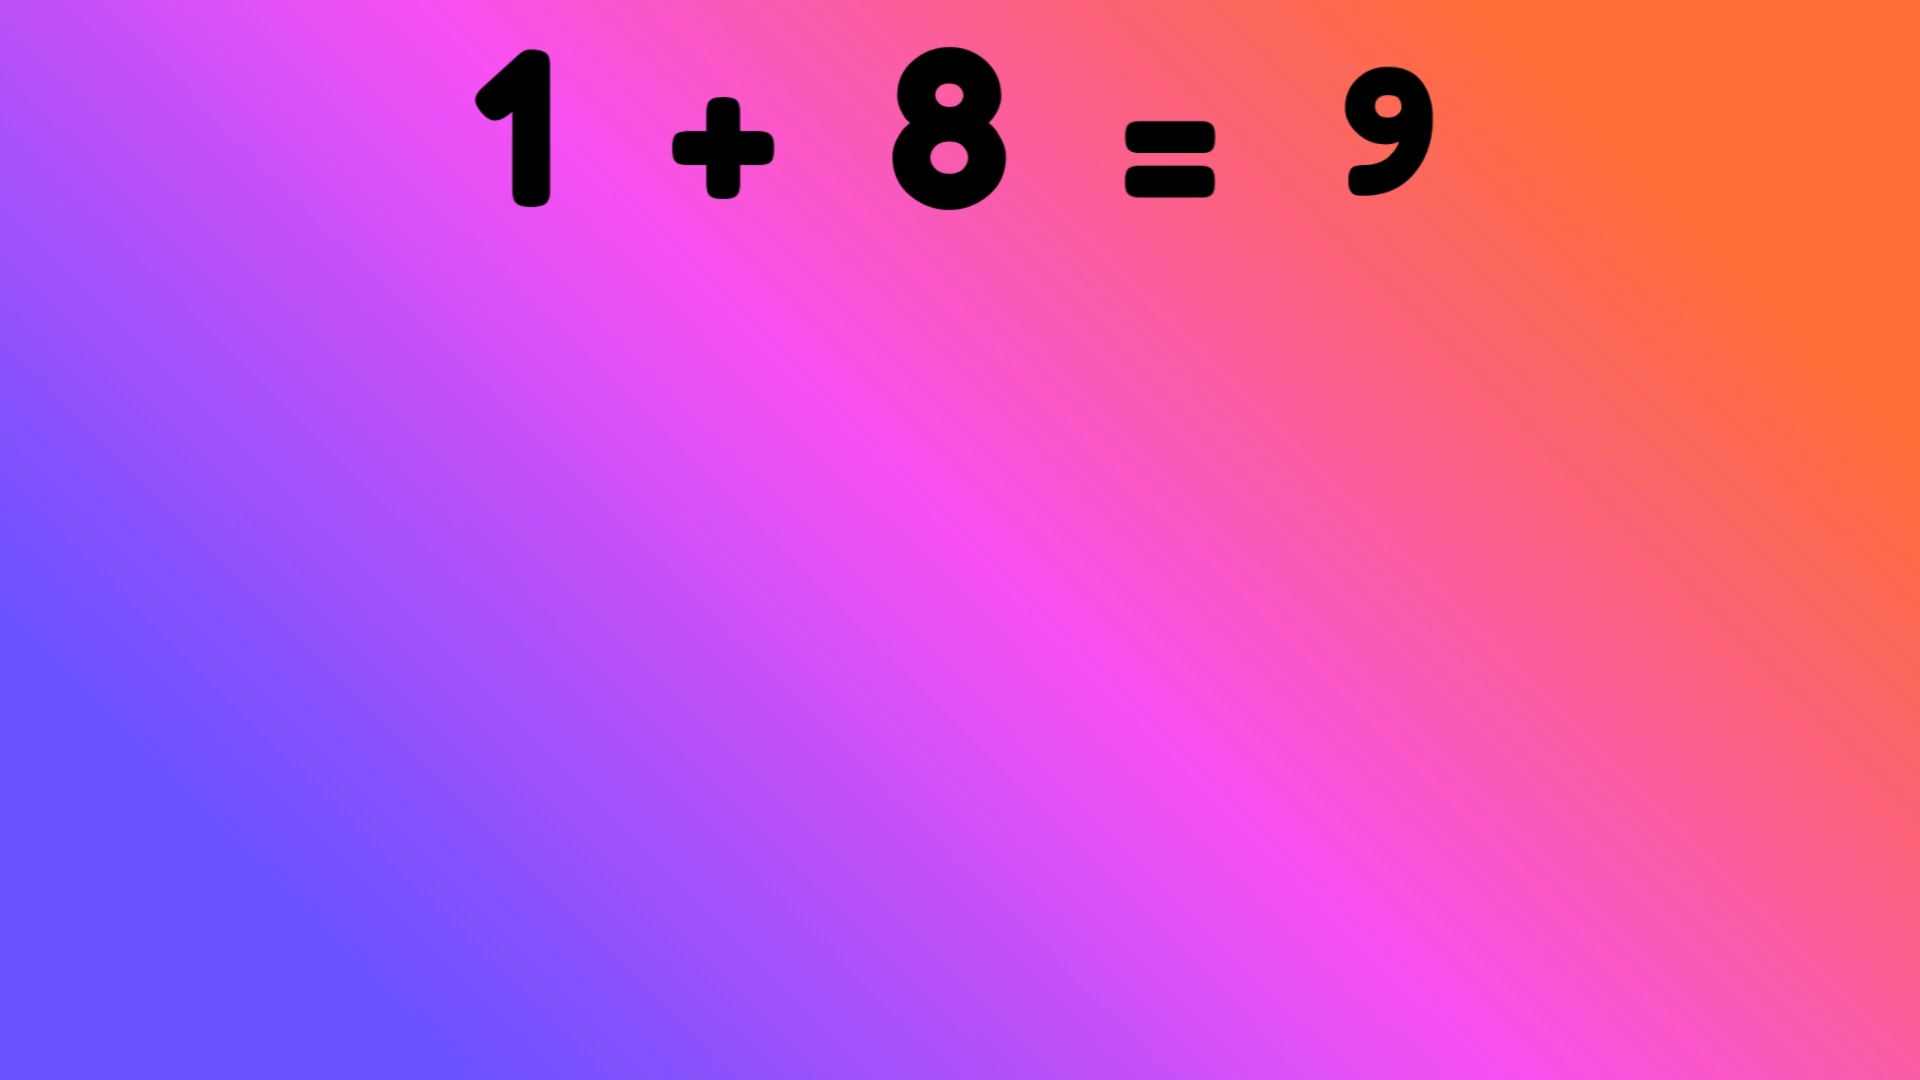 1 + 8 = 9